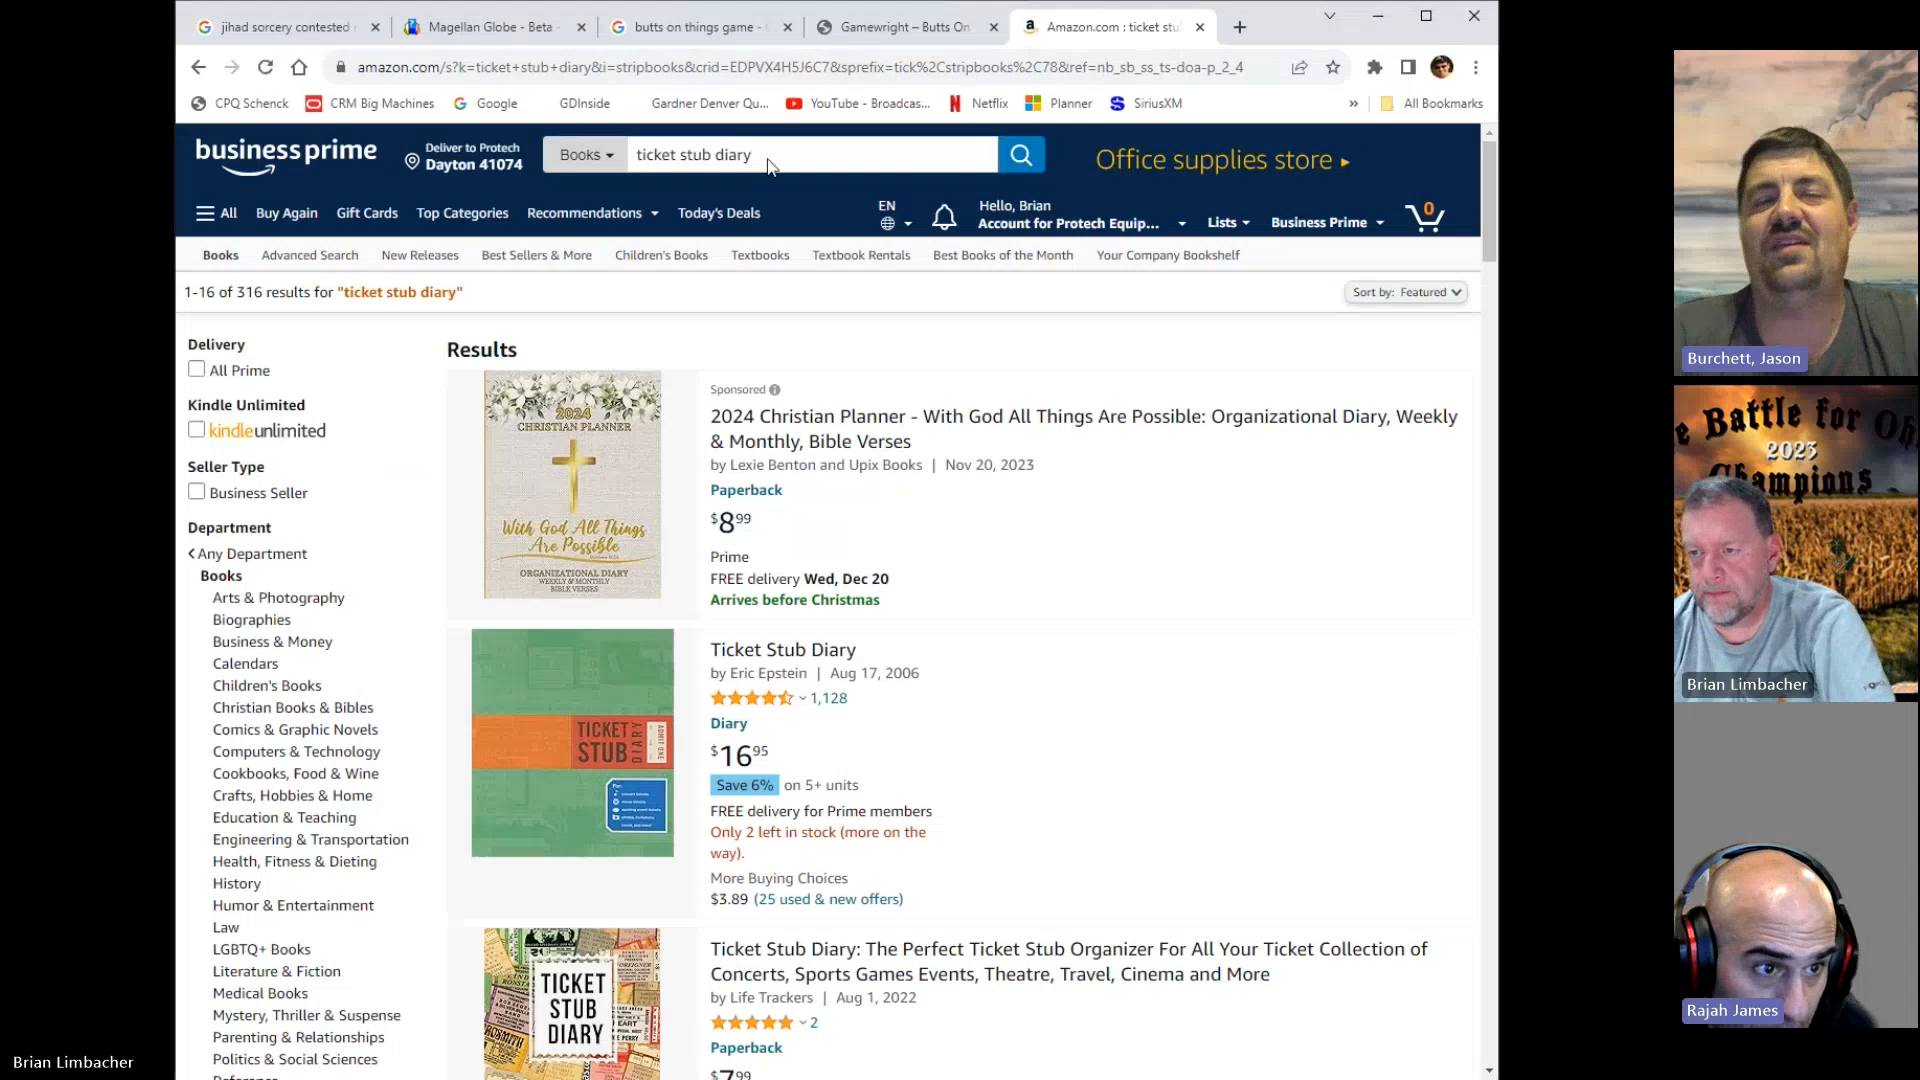 jihad sorcery contested
Magellan Globe - Beta -
butts on things game -
Gamewright – Butts On
Amazon.com : ticket stu
amazon.com/s?k=ticket+stub+diary&i=stripbooks&crid=EDPVX4H5J6C7&sprefix=tick%2Cstripbooks%2C78&ref=nb_sb_ss_ts-doa-p_2_4
CPQ Schenck
CRM Big Machines
Google
GDInside
Gardner Denver Qu...
YouTube - Broadcas...
Netflix
Planner
SiriusXM
»
All Bookmarks
business prime
Deliver to Protech
Dayton 41074
Books
ticket stub diary
Office supplies store ▸
All
Buy Again
Gift Cards
Top Categories
Recommendations
Today's Deals
EN
Hello, Brian
Account for Protech Equip...
Lists
Business Prime
0
Books
Advanced Search
New Releases
Best Sellers & More
Children's Books
Textbooks
Textbook Rentals
Best Books of the Month
Your Company Bookshelf
1-16 of 316 results for "ticket stub diary"
Sort by: Featured
Delivery
All Prime
Kindle Unlimited
kindleunlimited
Seller Type
Business Seller
Department
Any Department
Books
Arts & Photography
Biographies
Business & Money
Calendars
Children's Books
Christian Books & Bibles
Comics & Graphic Novels
Computers & Technology
Cookbooks, Food & Wine
Crafts, Hobbies & Home
Education & Teaching
Engineering & Transportation
Health, Fitness & Dieting
History
Humor & Entertainment
Law
LGBTQ+ Books
Literature & Fiction
Medical Books
Mystery, Thriller & Suspense
Parenting & Relationships
Politics & Social Sciences
Reference
Results
2024
CHRISTIAN PLANNER
With God All Things
Are Possible
ORGANIZATIONAL DIARY
WEEKLY & MONTHLY
BIBLE VERSES
Sponsored
2024 Christian Planner - With God All Things Are Possible: Organizational Diary, Weekly
& Monthly, Bible Verses
by Lexie Benton and Upix Books | Nov 20, 2023
Paperback
$8 99
Prime
FREE delivery Wed, Dec 20
Arrives before Christmas
TICKET
STUB
DIARY
ADMIT ONE
Ticket Stub Diary
by Eric Epstein | Aug 17, 2006
1,128
Diary
$16 95
Save 6% on 5+ units
FREE delivery for Prime members
Only 2 left in stock (more on the
way).
More Buying Choices
$3.89 (25 used & new offers)
TICKET
STUB
DIARY
Ticket Stub Diary: The Perfect Ticket Stub Organizer For All Your Ticket Collection of
Concerts, Sports Games Events, Theatre, Travel, Cinema and More
by Life Trackers | Aug 1, 2022
2
Paperback
$7 99
Burchett, Jason
e Battle for Oh
2023
Champions
Brian Limbacher
Rajah James
Brian Limbacher